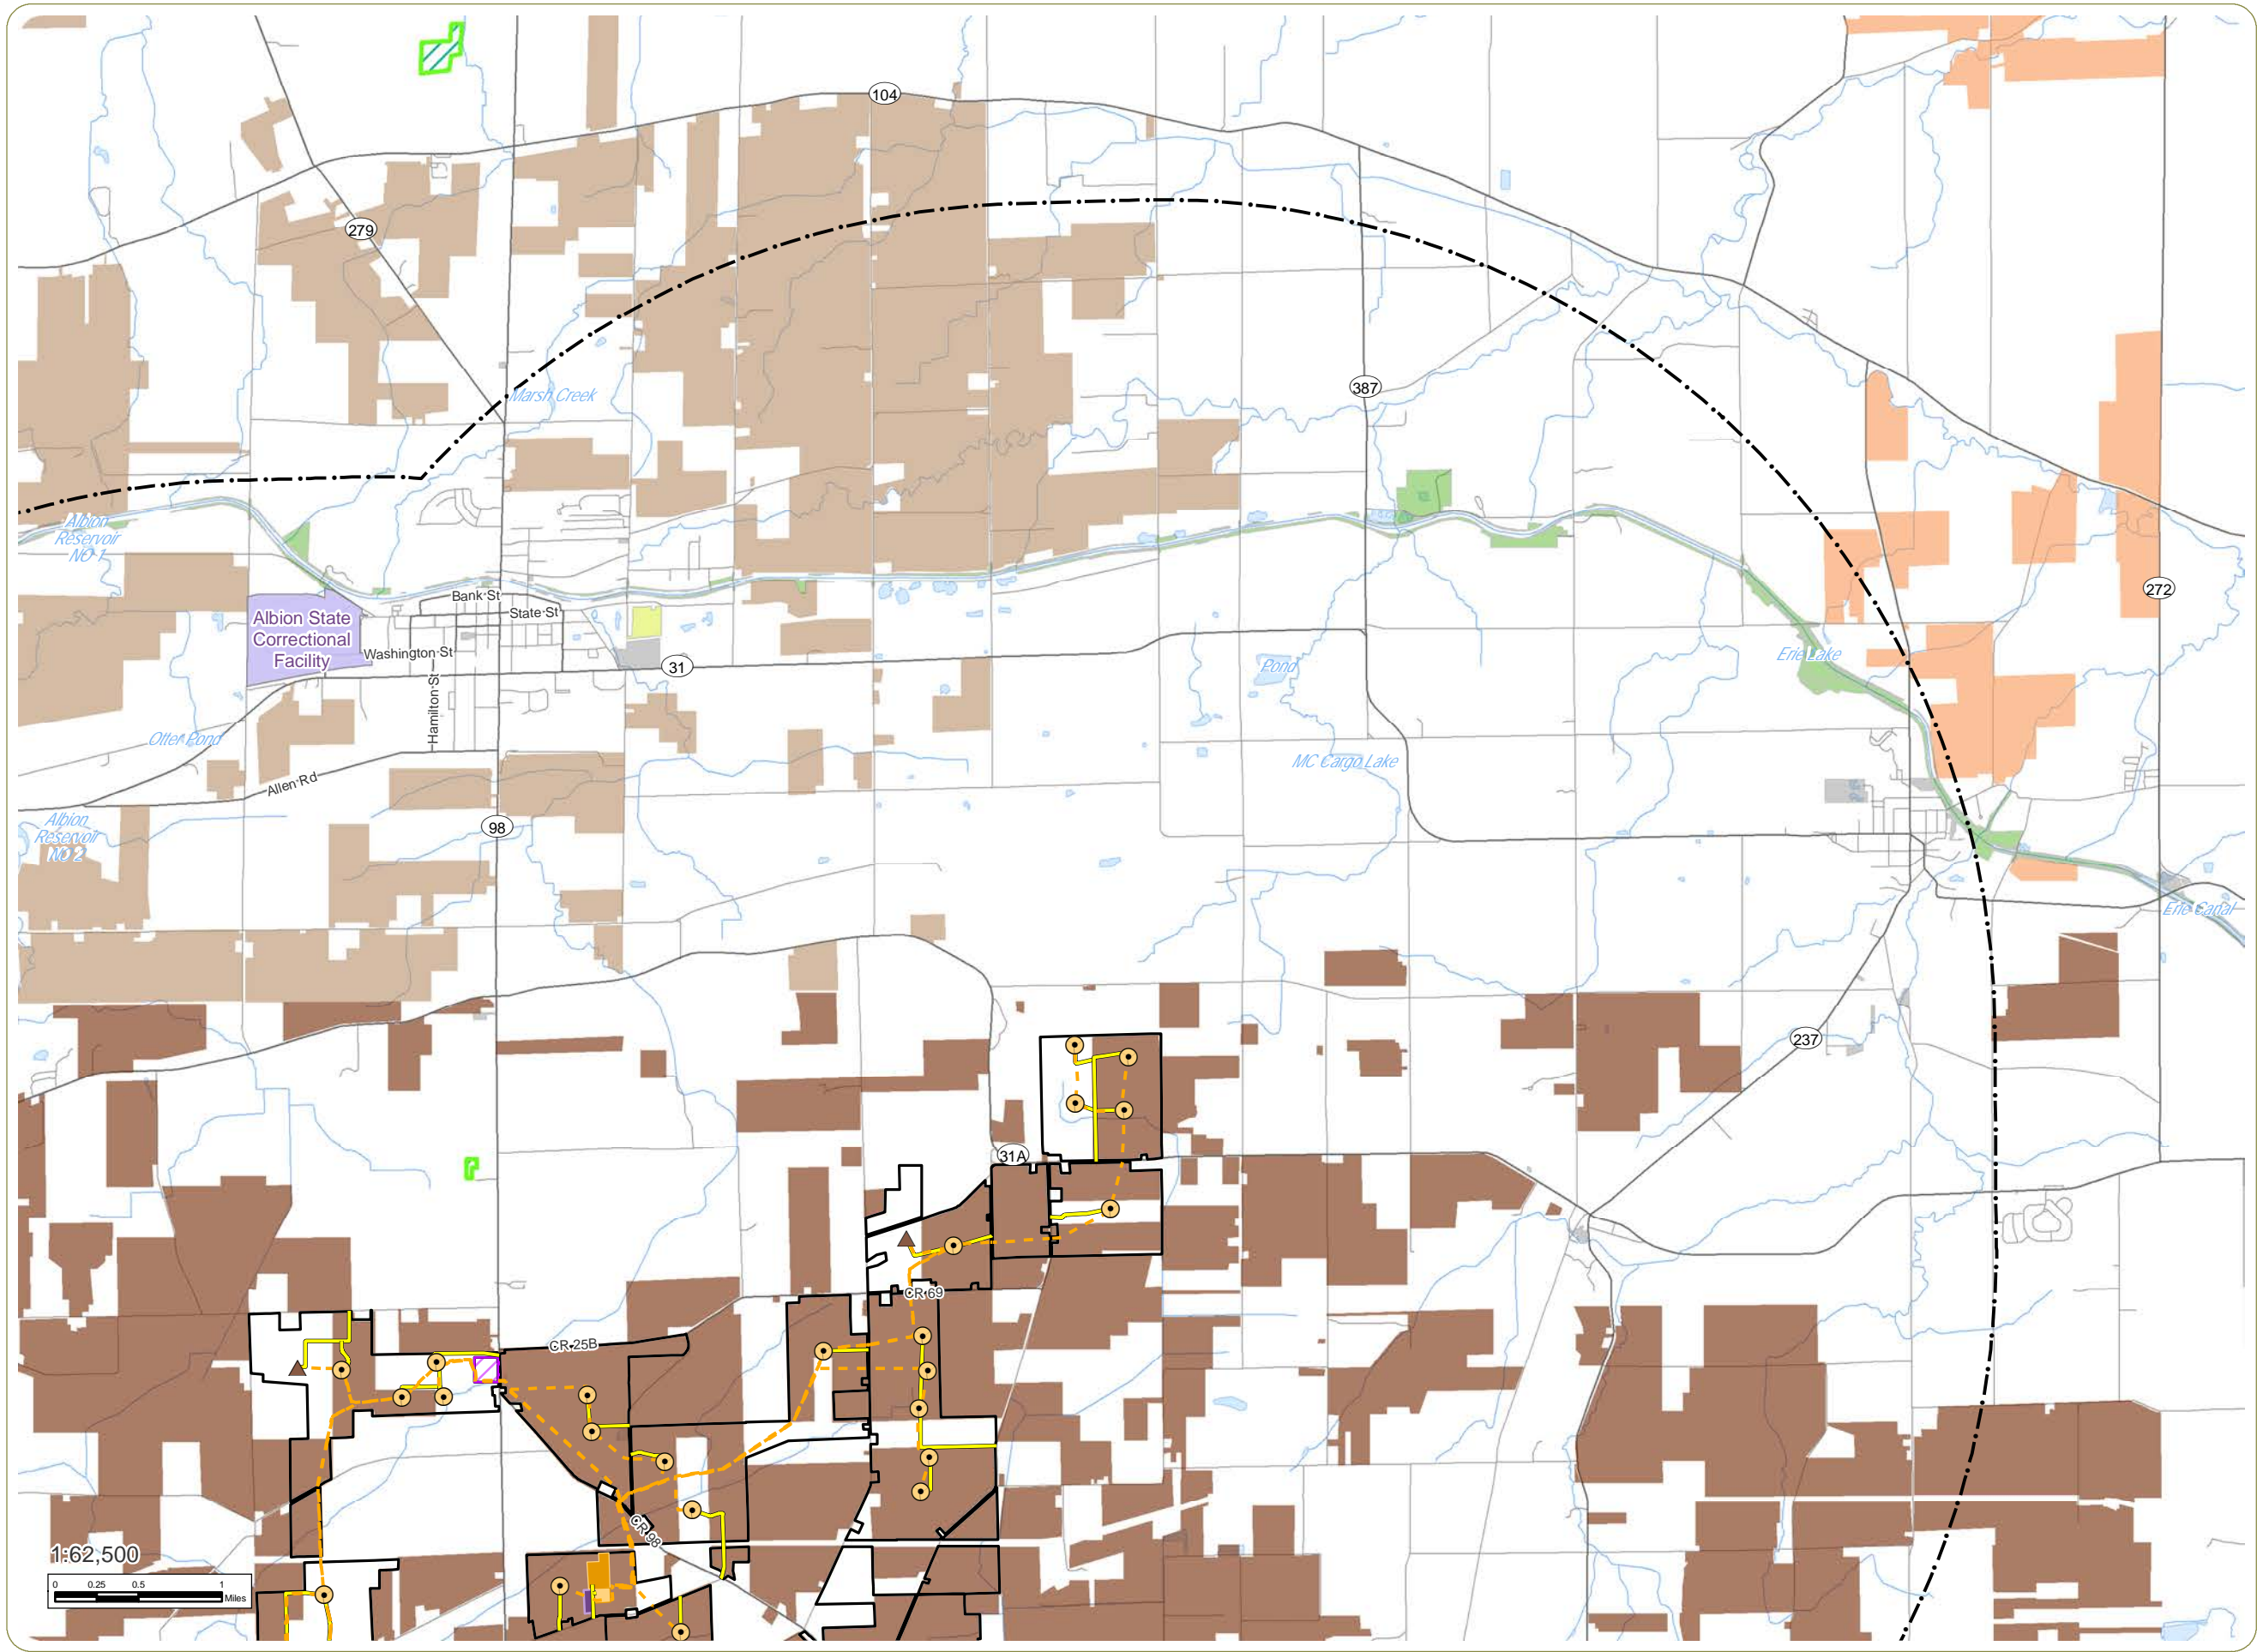 104
279
387
Marsh Creek
Albion
Reservoir
NO 1
272
Bank St
State St
Albion State
Correctional
Facility
Washington St
31
Hamilton St
Erie Lake
Pond
Otter Pond
MC Cargo Lake
Allen Rd
98
Albion
Reservoir
NO 2
Erie Canal
237
31A
CR 69
CR 25B
CR 98
1:62,500
0 0.25 0.5 1
Miles